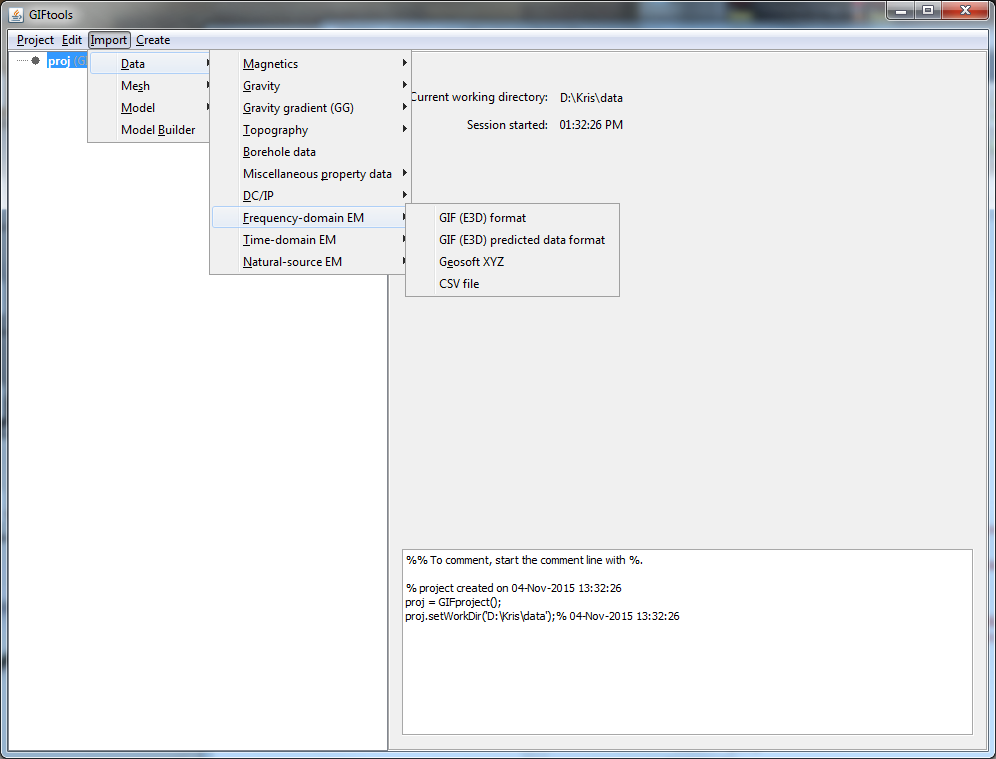 GIFtools
Project Edit Import Create
proj (G
Data
Mesh
Model
Model Builder
Magnetics
Gravity
Gravity gradient (GG)
Topography
Borehole data
Miscellaneous property data
DC/IP
Frequency-domain EM
Time-domain EM
Natural-source EM
GIF (E3D) format
GIF (E3D) predicted data format
Geosoft XYZ
CSV file
Current working directory: D:\Kris\data
Session started: 01:32:26 PM
%% To comment, start the comment line with %.
% project created on 04-Nov-2015 13:32:26
proj = GIFproject();
proj.setWorkDir('D:\Kris\data');% 04-Nov-2015 13:32:26